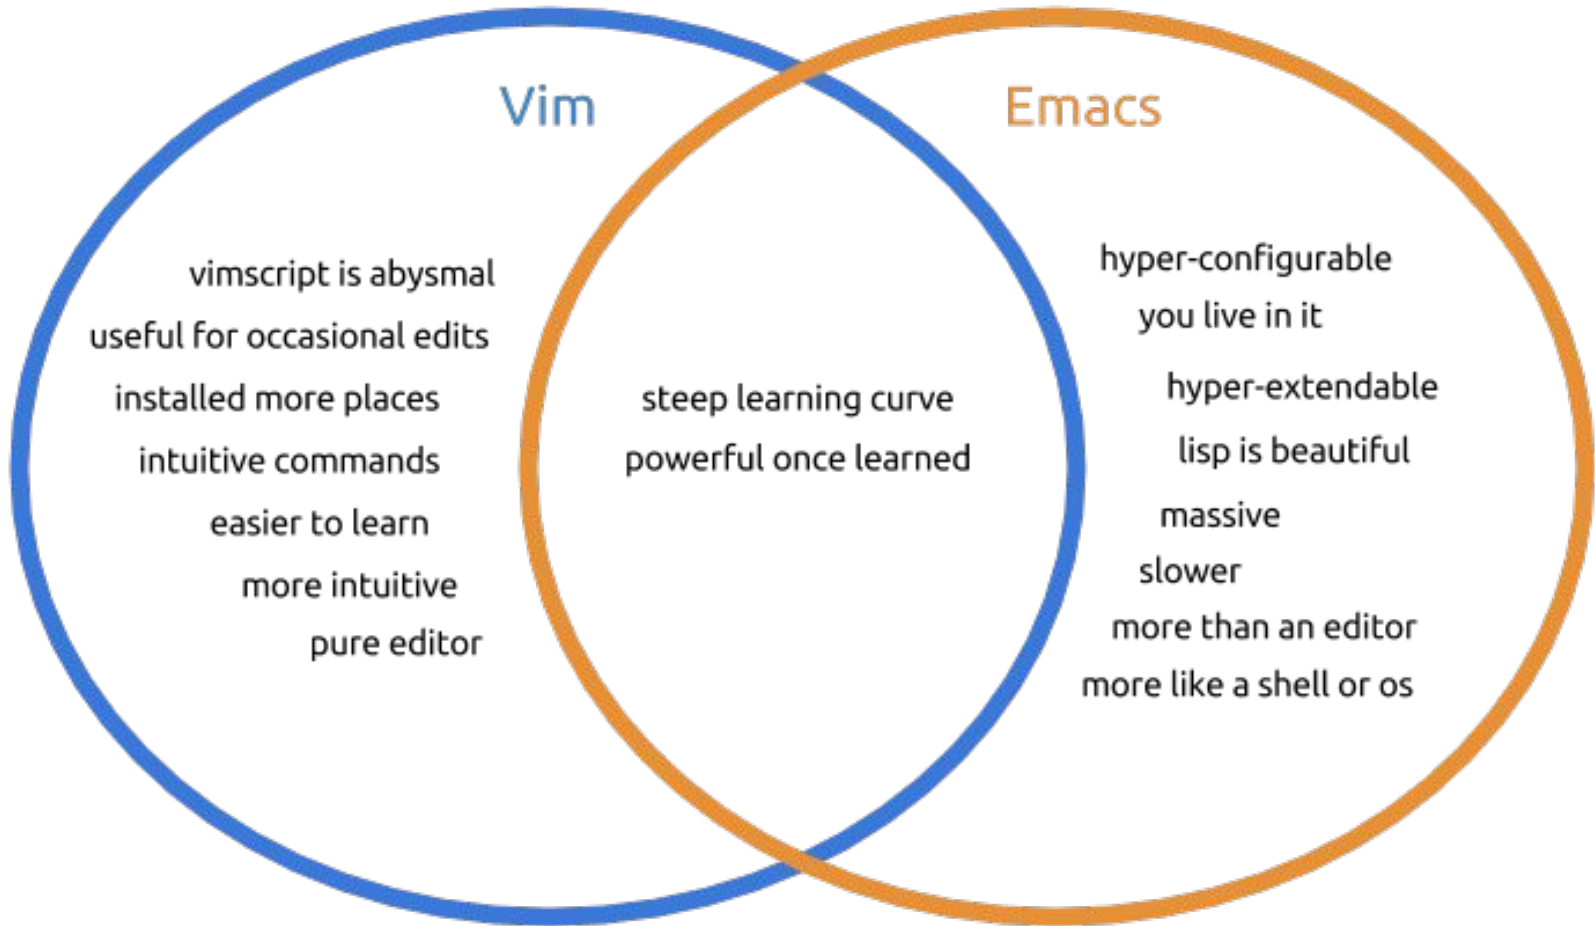 Vim
Emacs
vimscript is abysmal
useful for occasional edits
installed more places
intuitive commands
easier to learn
more intuitive
pure editor
steep learning curve
powerful once learned
hyper-configurable
you live in it
hyper-extendable
lisp is beautiful
massive
slower
more than an editor
more like a shell or os